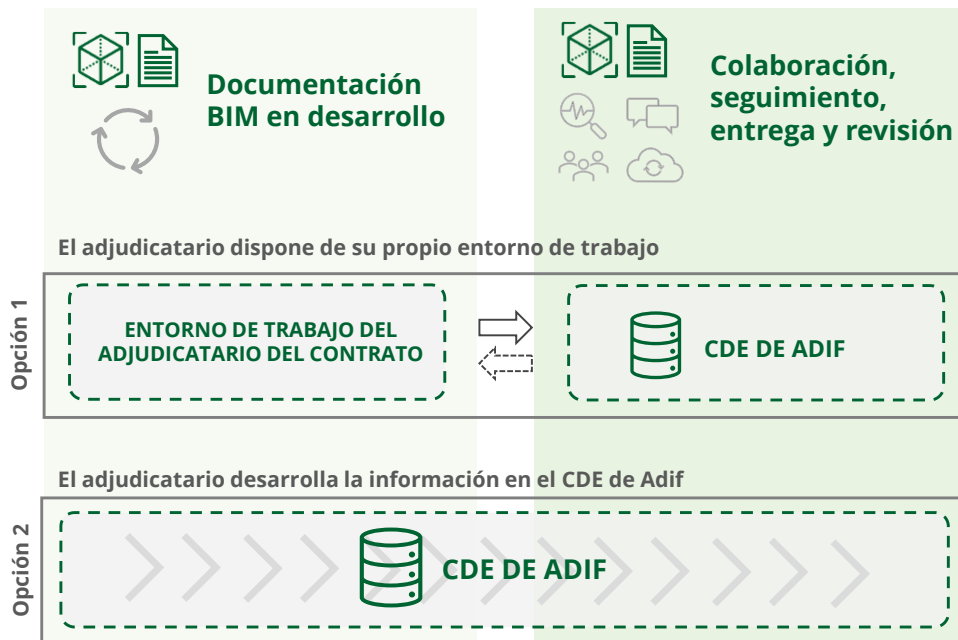 Documentación
BIM en desarrollo
Colaboración,
seguimiento,
entrega y revisión
El adjudicatario dispone de su propio entorno de trabajo
Opción 1
ENTORNO DE TRABAJO DEL
ADJUDICATARIO DEL CONTRATO
CDE DE ADIF
El adjudicatario desarrolla la información en el CDE de Adif
Opción 2
CDE DE ADIF